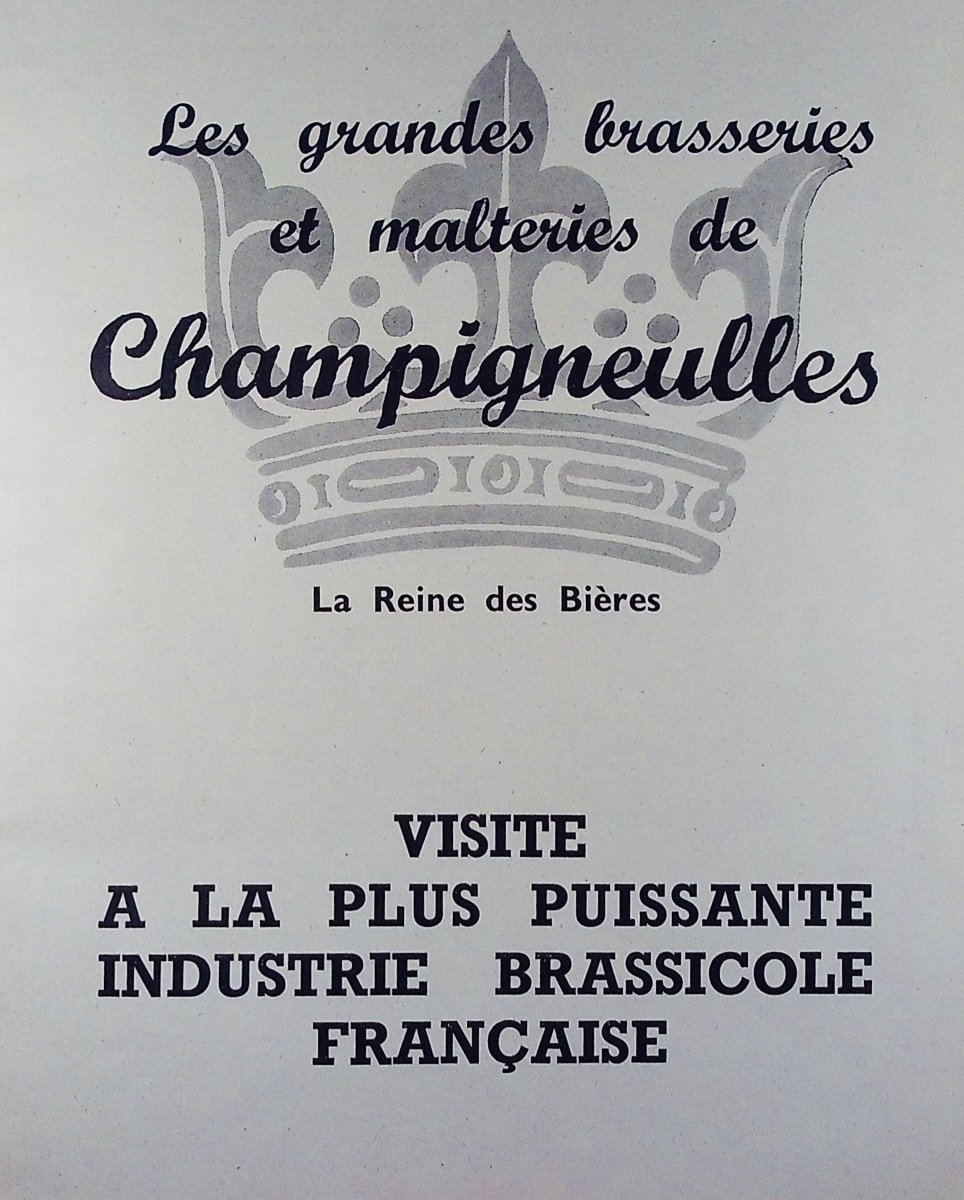 Les grandes brasseries
et malteries de
Champigneulles
La Reine des Bières
VISITE
A LA PLUS PUISSANTE
INDUSTRIE BRASSICOLE
FRANÇAISE